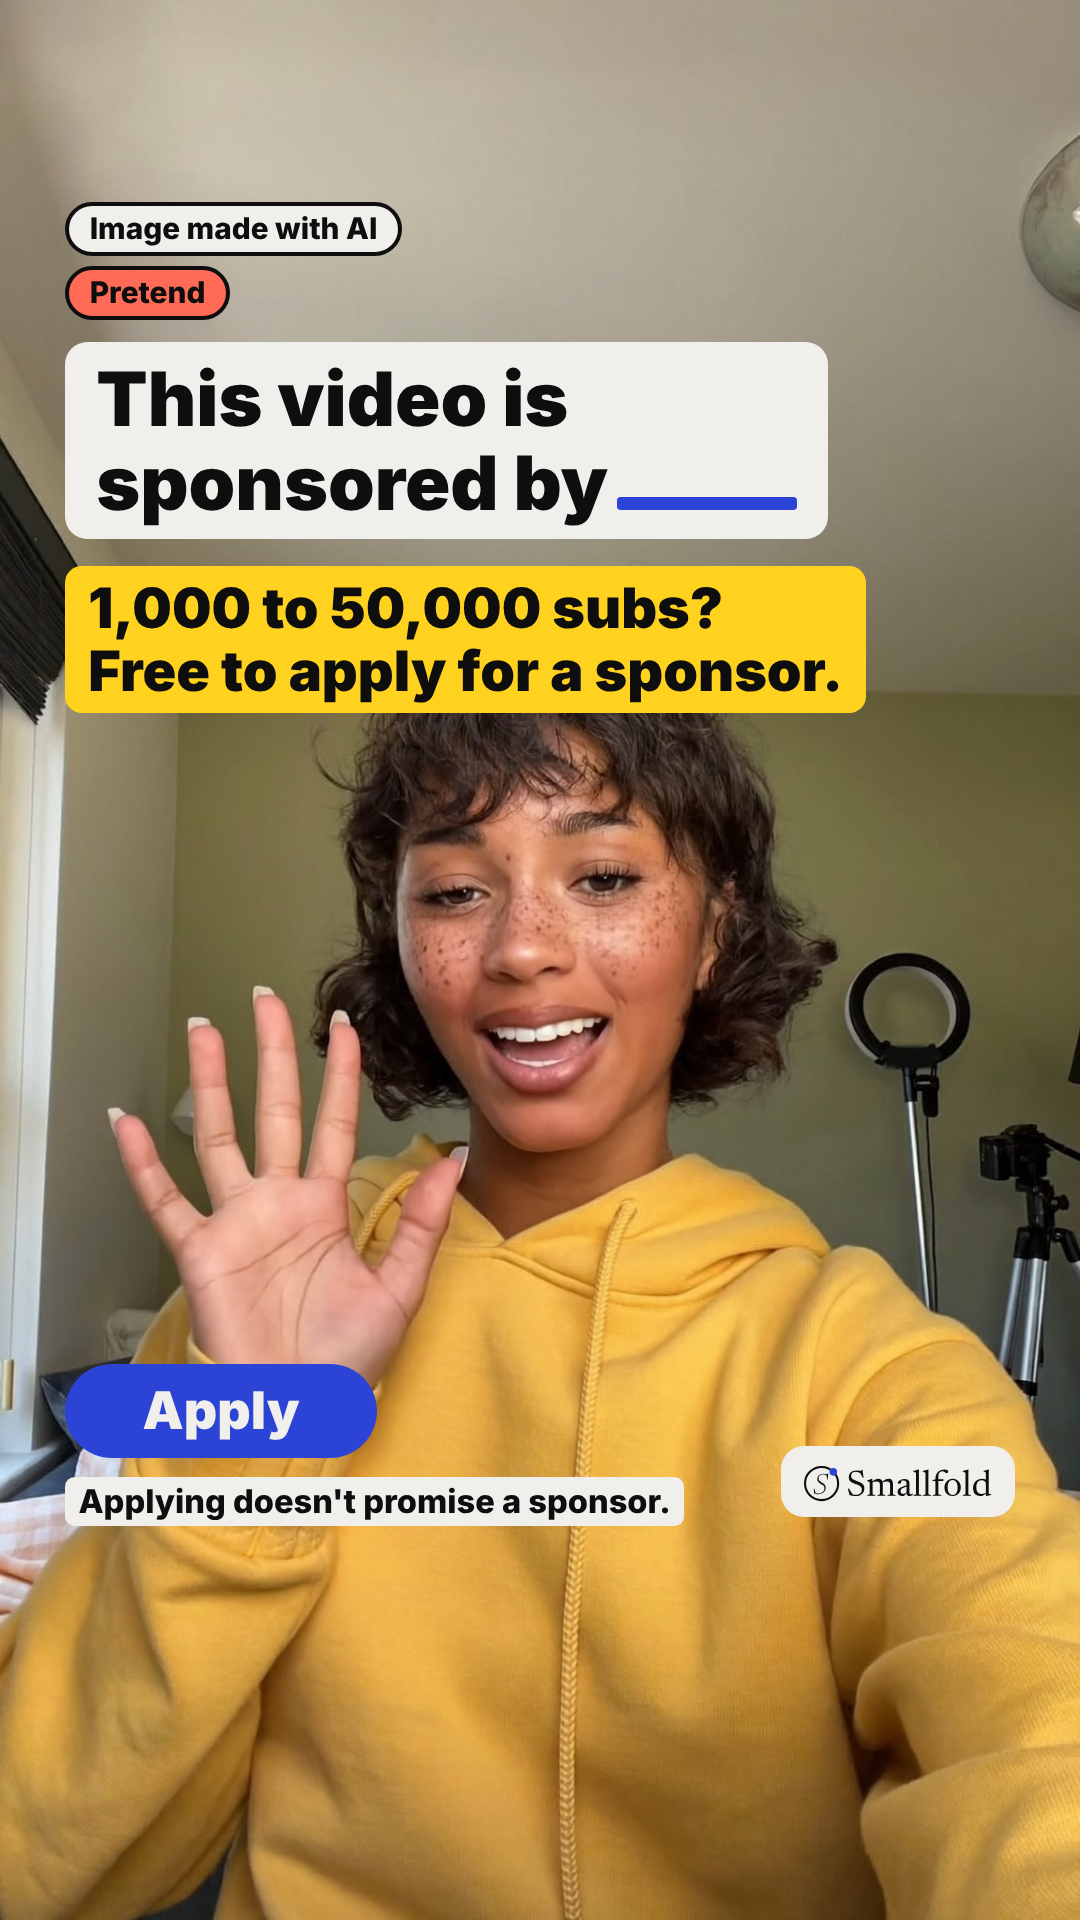 Image made with AI
Pretend
This video is
sponsored by
1,000 to 50,000 subs?
Free to apply for a sponsor.
Apply
Applying doesn't promise a sponsor.
Smallfold